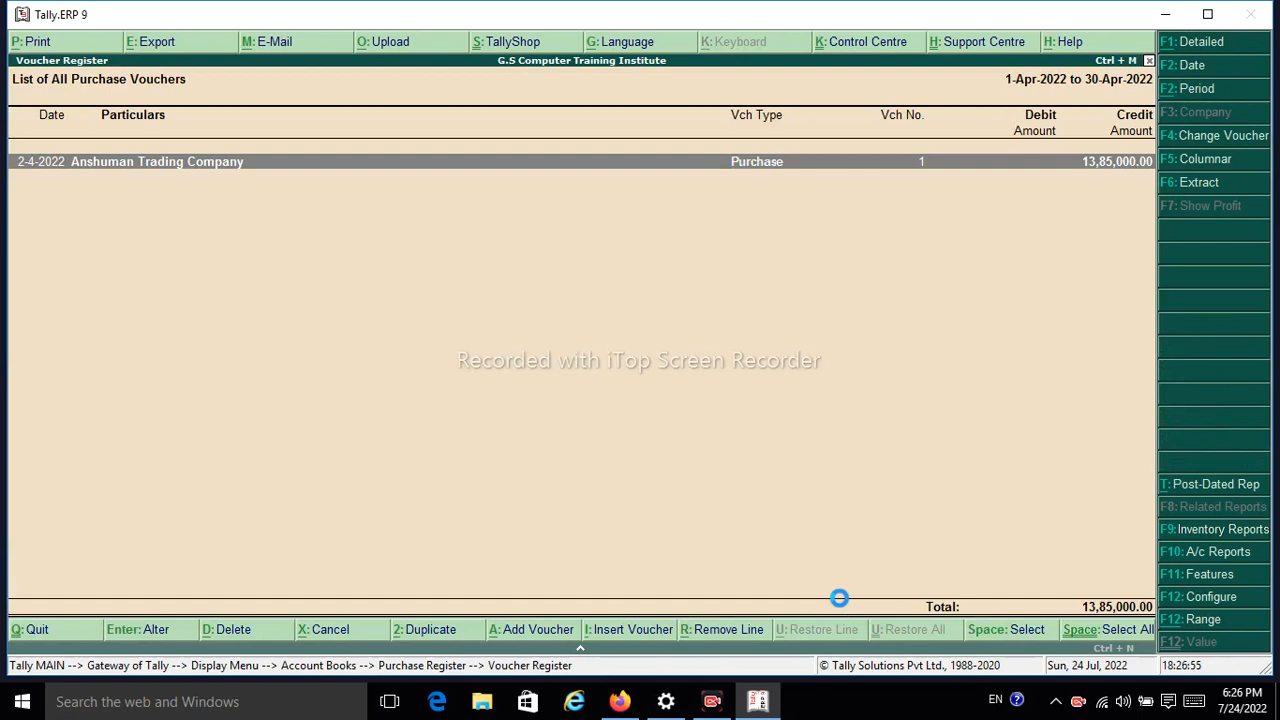 Tally.ERP 9
P: Print E: Export M: E-Mail O: Upload S: TallyShop G: Language K: Keyboard K: Control Centre H: Support Centre H: Help
Voucher Register G.S Computer Training Institute Ctrl + M
List of All Purchase Vouchers 1-Apr-2022 to 30-Apr-2022
Date Particulars Vch Type Vch No. Debit Credit
Amount Amount
2-4-2022 Anshuman Trading Company Purchase 1 13,85,000.00
Recorded with iTop Screen Recorder
Total: 13,85,000.00
Q: Quit Enter: Alter D: Delete X: Cancel 2: Duplicate A: Add Voucher I: Insert Voucher R: Remove Line U: Restore Line U: Restore All Space: Select Space: Select All
Ctrl + N
Tally MAIN --> Gateway of Tally --> Display Menu --> Account Books --> Purchase Register --> Voucher Register © Tally Solutions Pvt Ltd., 1988-2020 Sun, 24 Jul, 2022 18:26:55
F1: Detailed
F2: Date
F2: Period
F3: Company
F4: Change Voucher
F5: Columnar
F6: Extract
F7: Show Profit
T: Post-Dated Rep
F8: Related Reports
F9: Inventory Reports
F10: A/c Reports
F11: Features
F12: Configure
F12: Range
F12: Value
Search the web and Windows
EN
6:26 PM
7/24/2022